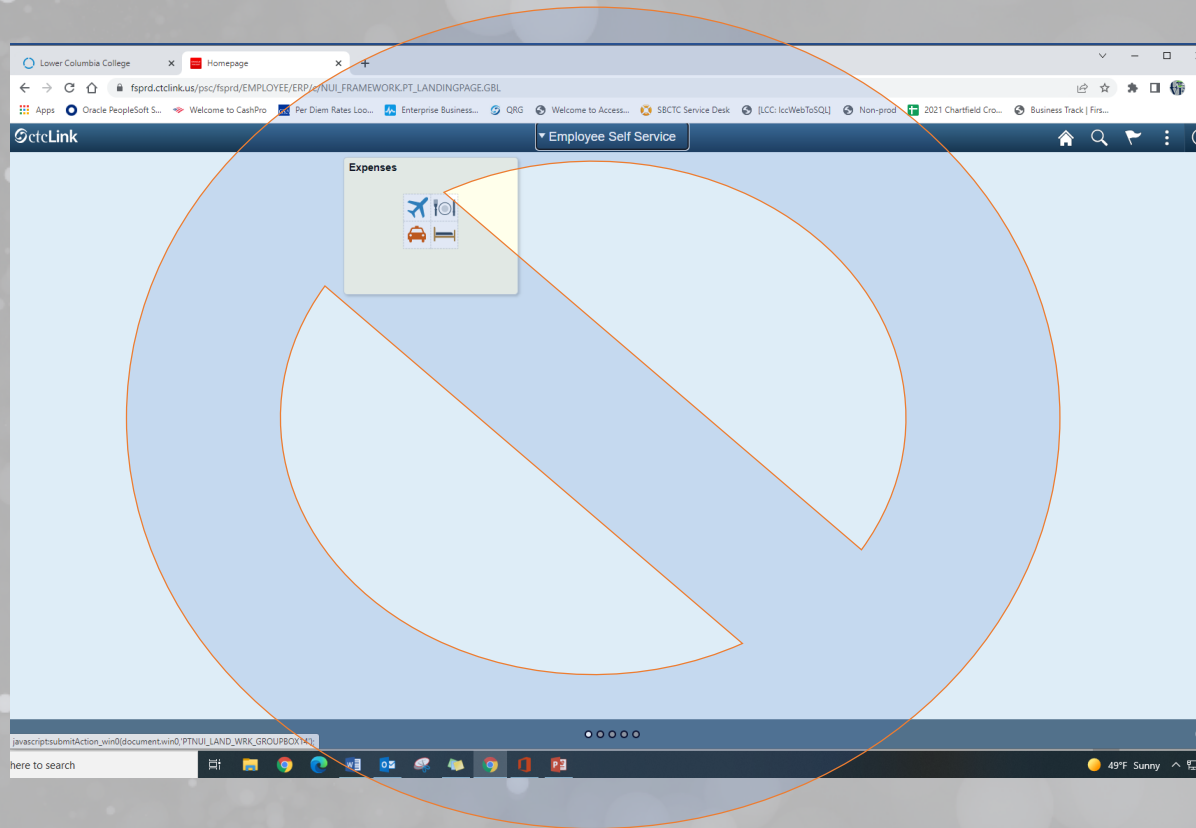 Lower Columbia College
Homepage
fsprd.ctclink.us/psc/fsprd/EMPLOYEE/ERP/c/NUI_FRAMEWORK.PT_LANDINGPAGE.GBL
Apps Oracle PeopleSoft S... Welcome to CashPro Per Diem Rates Loo... Enterprise Business... QRG Welcome to Access... SBCTC Service Desk [LCC: lccWebToSQL] Non-prod 2021 Chartfield Cro... Business Track | Firs...
ctcLink Employee Self Service
Expenses
javascript:submitAction_win0(document.win0,'PTNUI_LAND_WRK_GROUPBOX14');
here to search
49°F Sunny